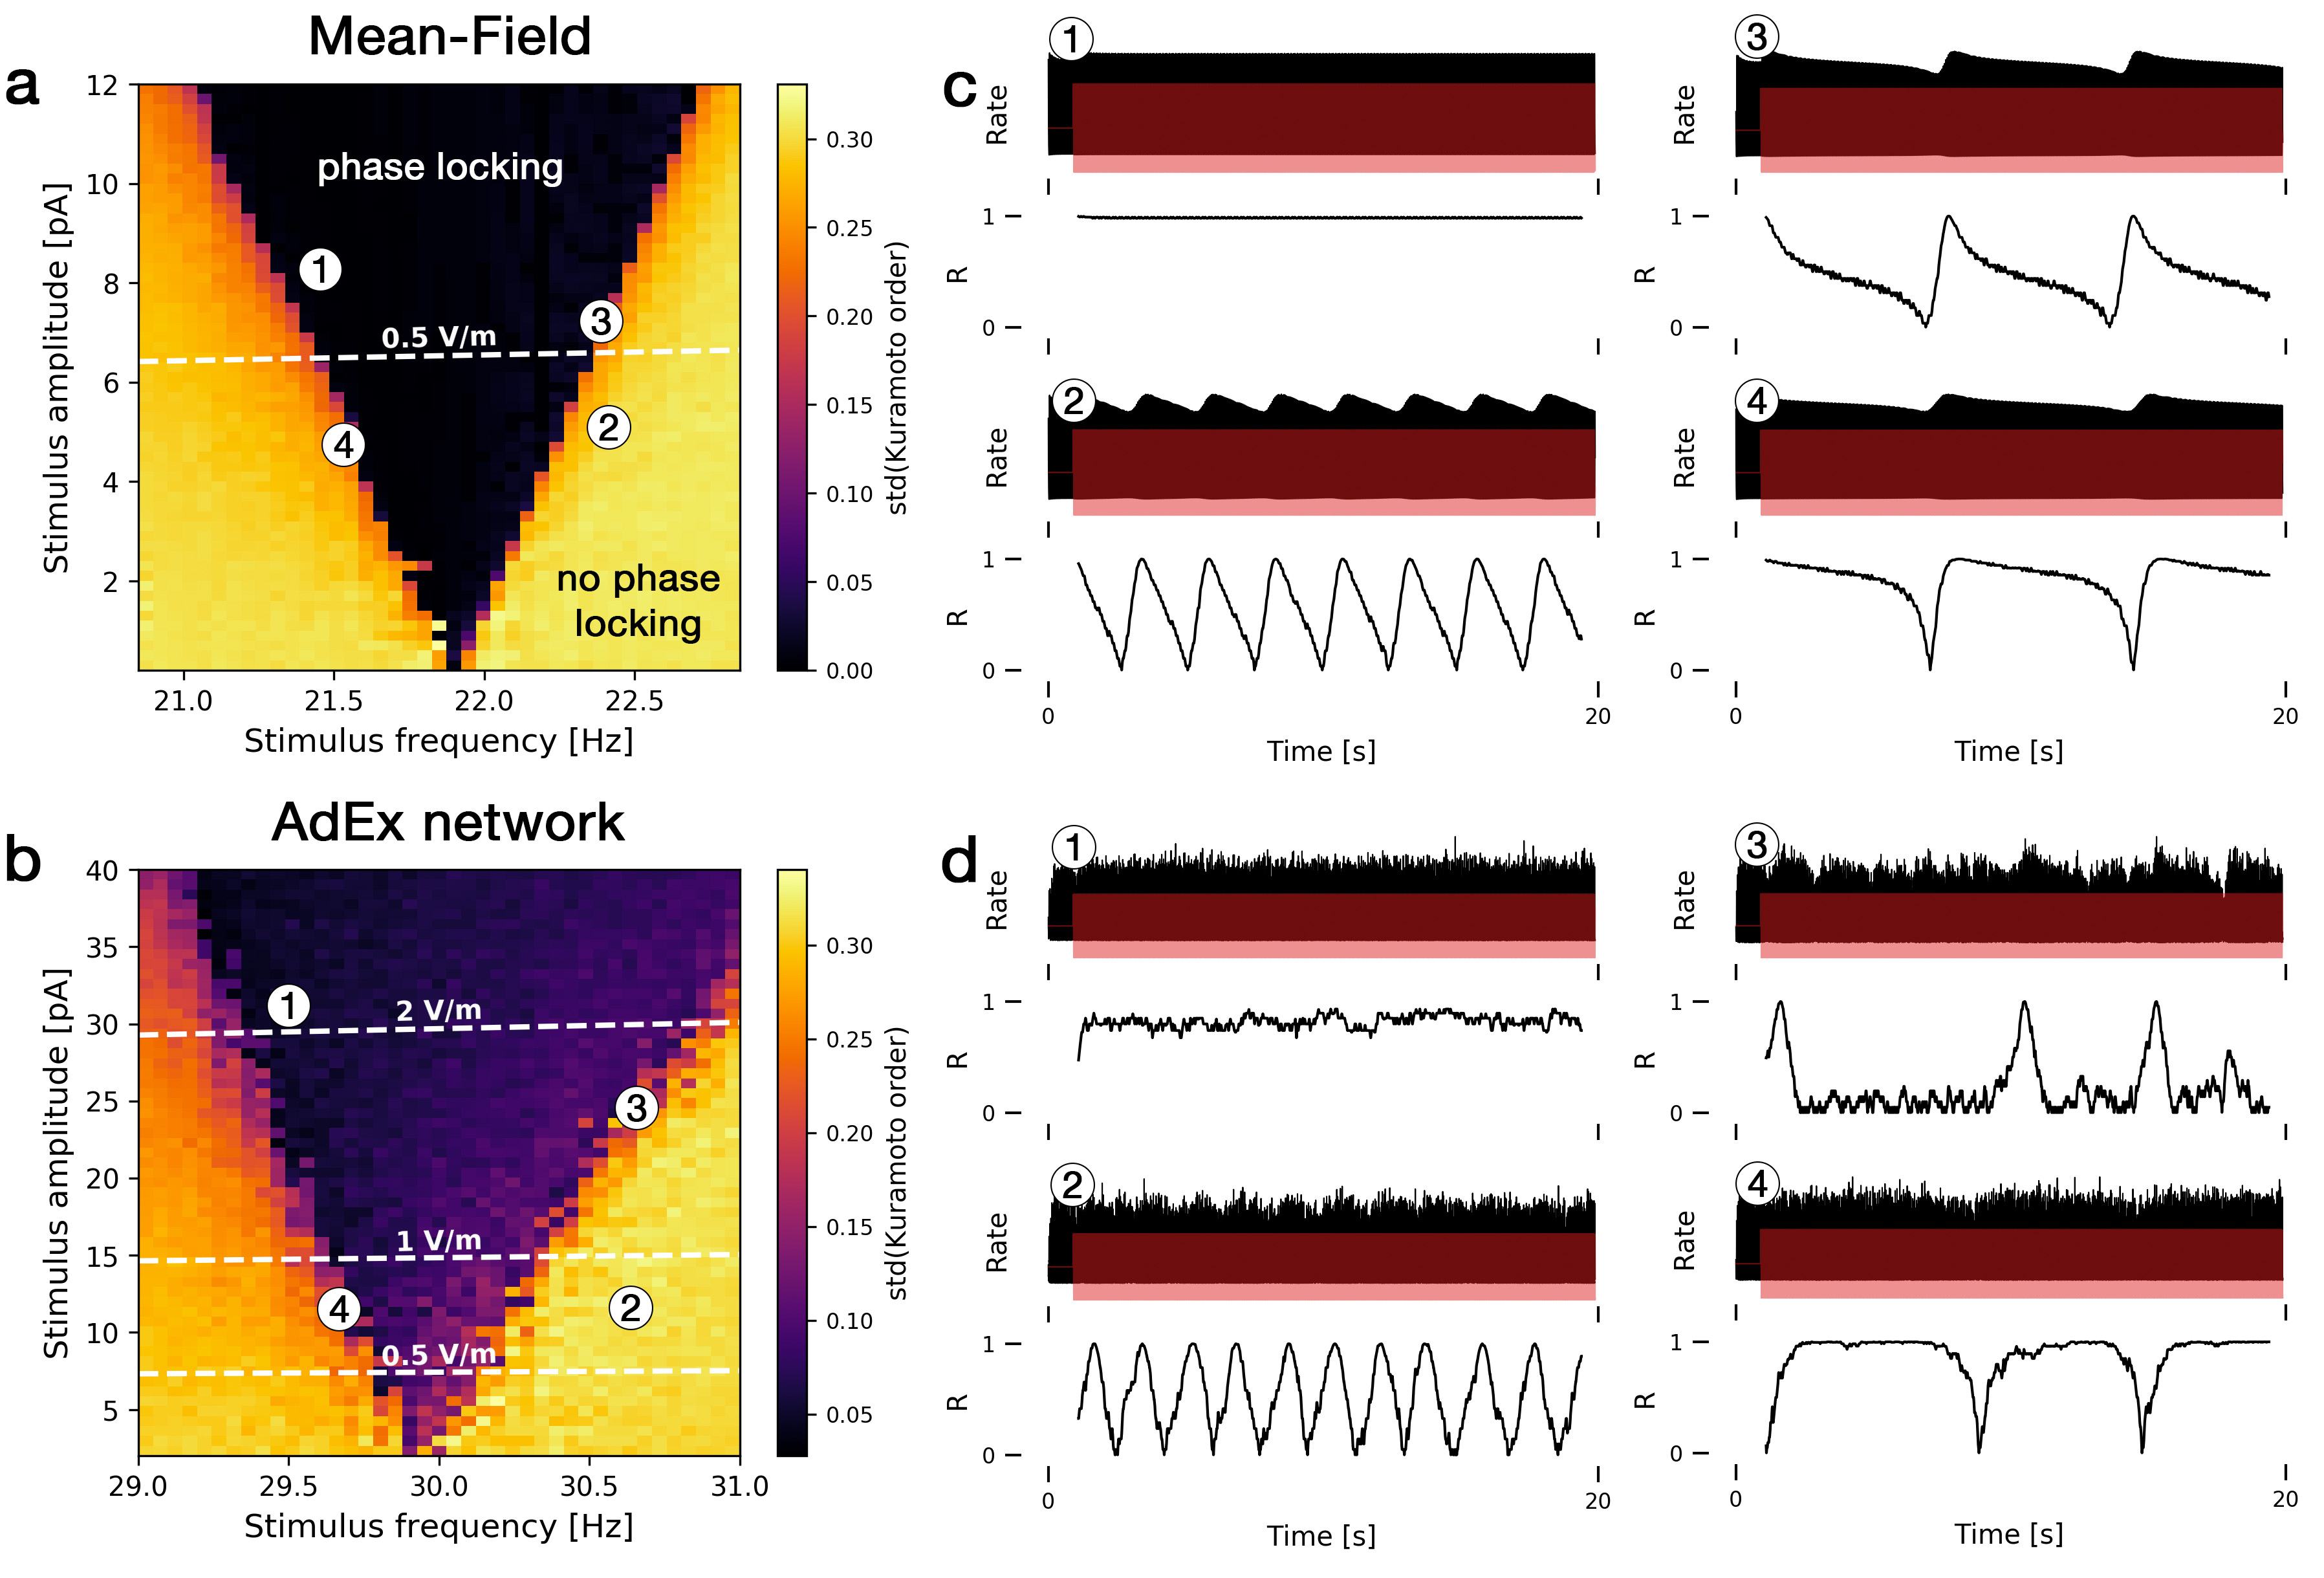 Mean-Field
a
12
10
8
6
4
2
Stimulus amplitude [pA]
phase locking
1
0.5 V/m
3
2
4
no phase
locking
21.0 21.5 22.0 22.5
Stimulus frequency [Hz]
0.30
0.25
0.20
0.15
0.10
0.05
0.00
std(Kuramoto order)
AdEx network
b
40
35
30
25
20
15
10
5
Stimulus amplitude [pA]
1
2 V/m
3
1 V/m
4
2
0.5 V/m
29.0 29.5 30.0 30.5 31.0
Stimulus frequency [Hz]
0.30
0.25
0.20
0.15
0.10
0.05
std(Kuramoto order)
c
1
Rate
1
R
0
2
Rate
1
R
0
0 20
Time [s]
3
Rate
1
R
0
4
Rate
1
R
0
0 20
Time [s]
d
1
Rate
1
R
0
2
Rate
1
R
0
0 20
Time [s]
3
Rate
1
R
0
4
Rate
1
R
0
0 20
Time [s]